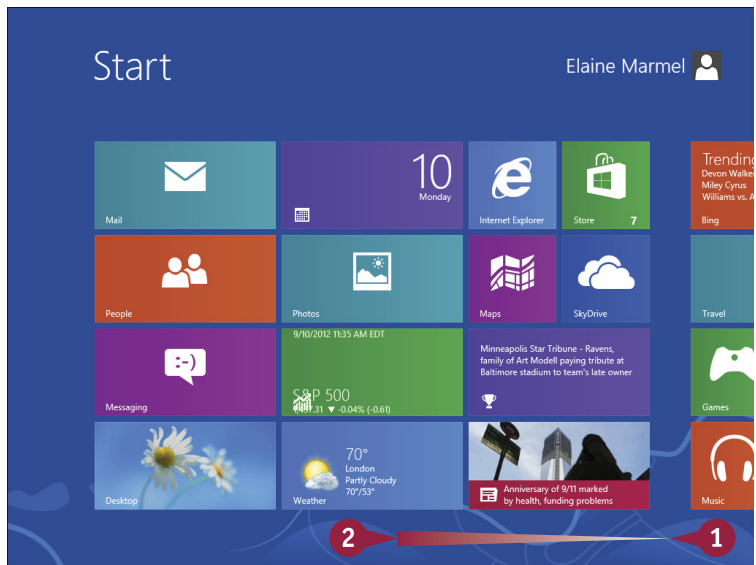 Start
Elaine Marmel
Mail
10
Monday
Internet Explorer
Store
7
Trending
Devon Walke
Miley Cyrus
Williams vs. A
Bing
People
Photos
Maps
SkyDrive
Travel
Messaging
9/10/2012 11:35 AM EDT
S&P 500
▼ -0.04% (-0.61)
Minneapolis Star Tribune - Ravens,
family of Art Modell paying tribute at
Baltimore stadium to team's late owner
Games
Desktop
70°
London
Partly Cloudy
70°/53°
Weather
Anniversary of 9/11 marked
by health, funding problems
Music
2
1